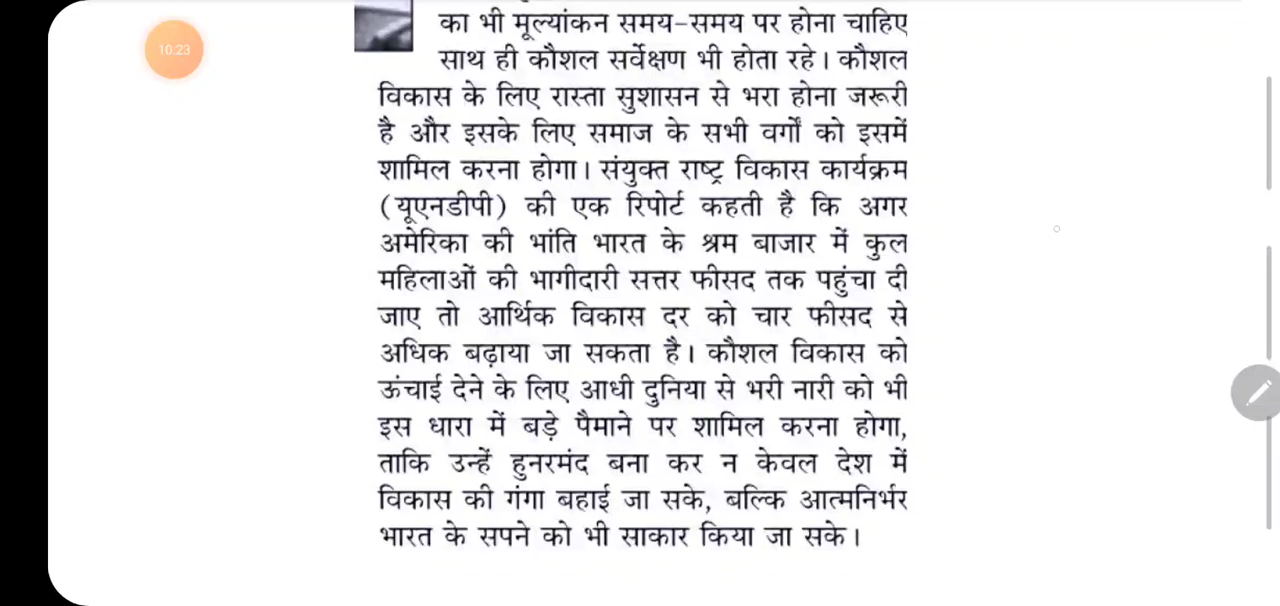 10:23
का भी मूल्यांकन समय-समय पर होना चाहिए
साथ ही कौशल सर्वेक्षण भी होता रहे। कौशल
विकास के लिए रास्ता सुशासन से भरा होना जरूरी
है और इसके लिए समाज के सभी वर्गों को इसमें
शामिल करना होगा। संयुक्त राष्ट्र विकास कार्यक्रम
(यूएनडीपी) की एक रिपोर्ट कहती है कि अगर
अमेरिका की भांति भारत के श्रम बाजार में कुल
महिलाओं की भागीदारी सत्तर फीसद तक पहुंचा दी
जाए तो आर्थिक विकास दर को चार फीसद से
अधिक बढ़ाया जा सकता है। कौशल विकास को
ऊंचाई देने के लिए आधी दुनिया से भरी नारी को भी
इस धारा में बड़े पैमाने पर शामिल करना होगा,
ताकि उन्हें हुनरमंद बना कर न केवल देश में
विकास की गंगा बहाई जा सके, बल्कि आत्मनिर्भर
भारत के सपने को भी साकार किया जा सके।